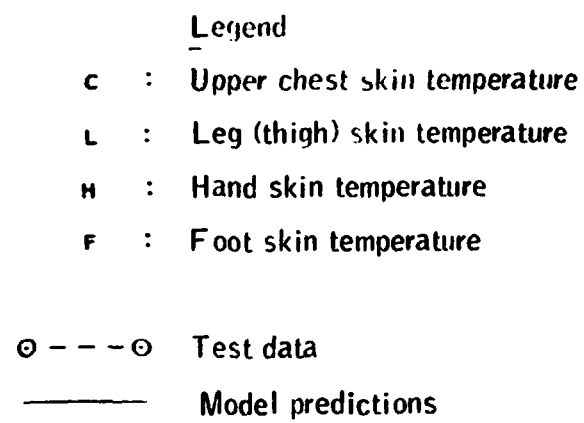 Legend
C : Upper chest skin temperature
L : Leg (thigh) skin temperature
H : Hand skin temperature
F : Foot skin temperature
Test data
Model predictions